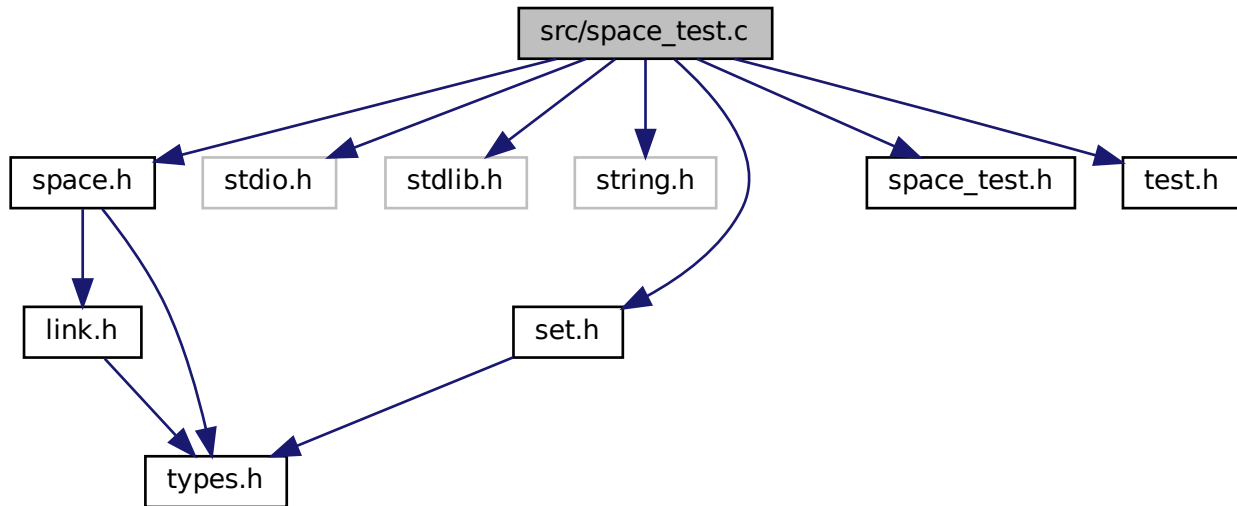 src/space_test.c
space.h
stdio.h
stdlib.h
string.h
space_test.h
test.h
link.h
set.h
types.h